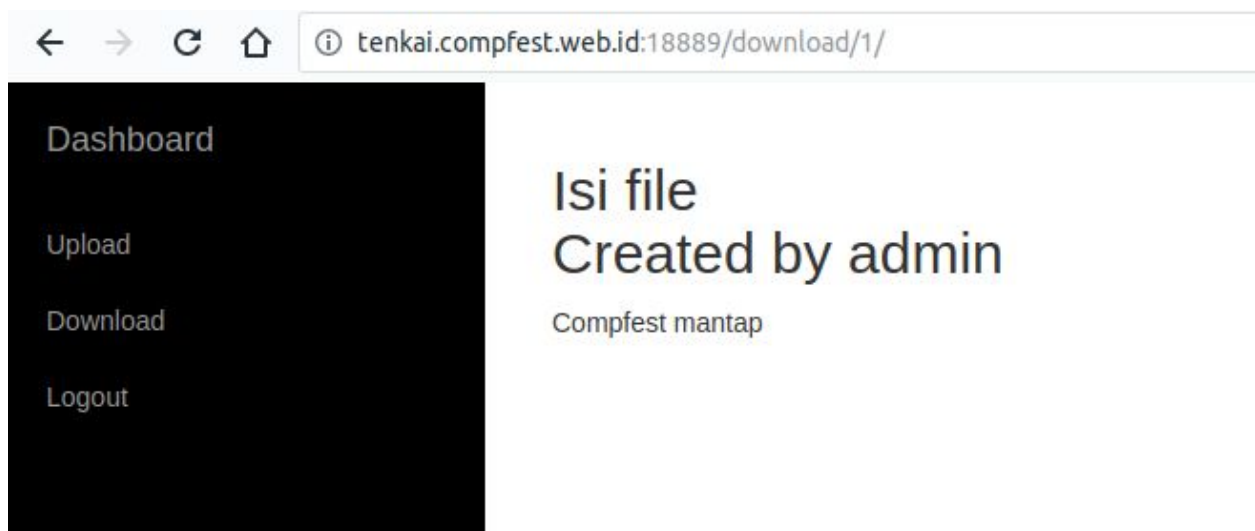 tenkai.compfest.web.id:18889/download/1/
Dashboard
Upload
Download
Logout
Isi file
Created by admin
Compfest mantap